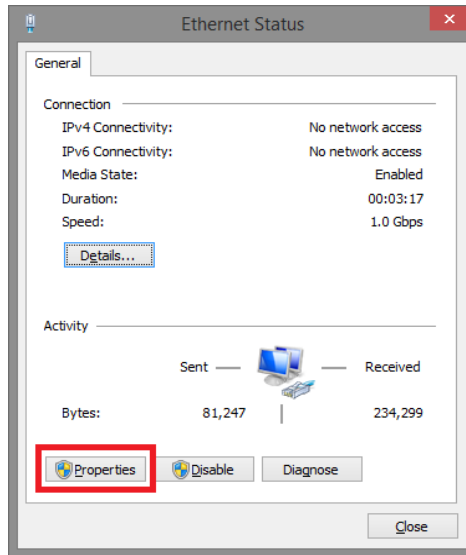 Ethernet Status
General
Connection
IPv4 Connectivity: No network access
IPv6 Connectivity: No network access
Media State: Enabled
Duration: 00:03:17
Speed: 1.0 Gbps
Details...
Activity
Sent Received
Bytes: 81,247 234,299
Properties Disable Diagnose
Close